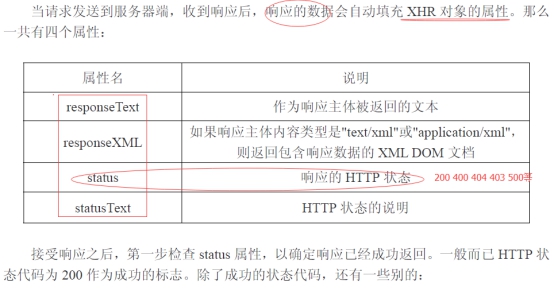 当请求发送到服务器端，收到响应后，响应的数据会自动填充 XHR 对象的属性。那么
一共有四个属性：
属性名 说明
responseText 作为响应主体被返回的文本
responseXML 如果响应主体内容类型是"text/xml"或"application/xml"，
则返回包含响应数据的 XML DOM 文档
status 响应的 HTTP 状态 200 400 404 403 500等
statusText HTTP 状态的说明
接受响应之后，第一步检查 status 属性，以确定响应已经成功返回。一般而已 HTTP 状
态代码为 200 作为成功的标志。除了成功的状态代码，还有一些别的：